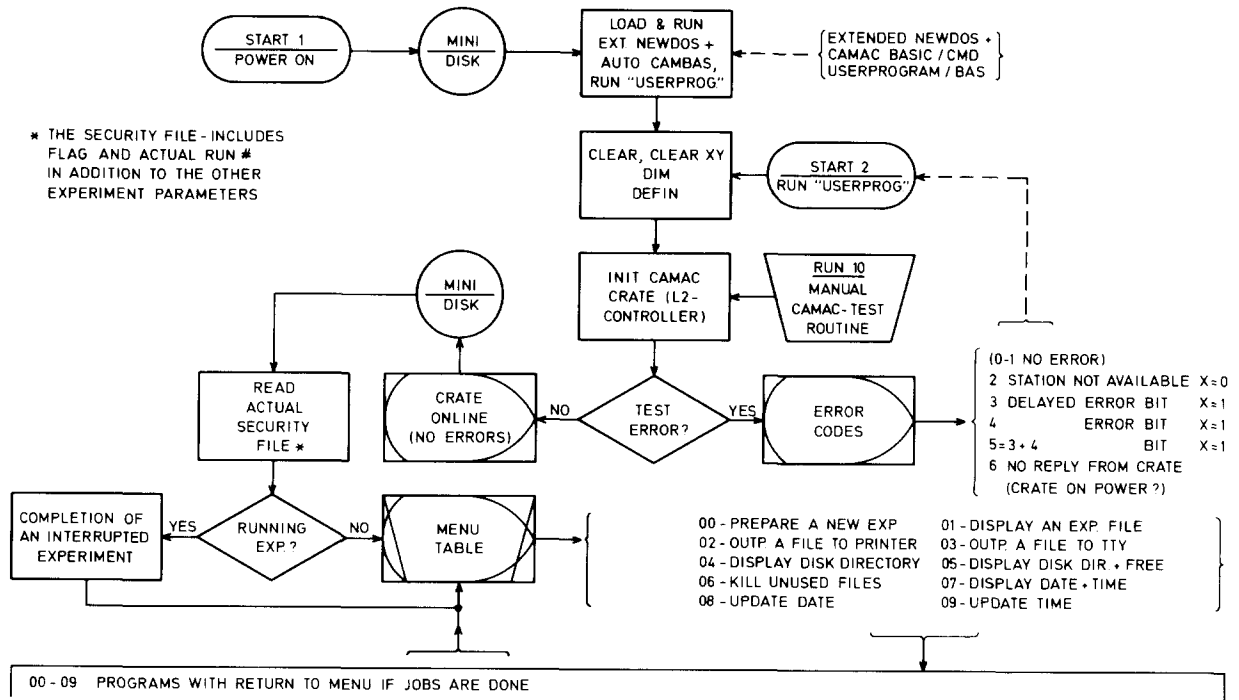 START 1
POWER ON
MINI
DISK
LOAD & RUN
EXT. NEWDOS +
AUTO CAMBAS,
RUN "USERPROG."
EXTENDED NEWDOS +
CAMAC BASIC / CMD
USERPROGRAM / BAS
* THE SECURITY FILE - INCLUDES
FLAG AND ACTUAL RUN #
IN ADDITION TO THE OTHER
EXPERIMENT PARAMETERS
CLEAR, CLEAR XY
DIM
DEFIN
START 2
RUN "USERPROG"
MINI
DISK
INIT CAMAC
CRATE (L2-
CONTROLLER)
RUN 10
MANUAL
CAMAC-TEST
ROUTINE
READ
ACTUAL
SECURITY
FILE *
CRATE
ONLINE
(NO ERRORS)
NO
TEST
ERROR?
YES
ERROR
CODES
(0-1 NO ERROR)
2 STATION NOT AVAILABLE X=0
3 DELAYED ERROR BIT X=1
4 ERROR BIT X=1
5=3+4 BIT X=1
6 NO REPLY FROM CRATE
(CRATE ON POWER?)
COMPLETION OF
AN INTERRUPTED
EXPERIMENT
YES
RUNNING
EXP.?
NO
MENU
TABLE
00 - PREPARE A NEW EXP 01 - DISPLAY AN EXP. FILE
02 - OUTP. A FILE TO PRINTER 03 - OUTP. A FILE TO TTY
04 - DISPLAY DISK DIRECTORY 05 - DISPLAY DISK DIR. + FREE
06 - KILL UNUSED FILES 07 - DISPLAY DATE + TIME
08 - UPDATE DATE 09 - UPDATE TIME
00 - 09 PROGRAMS WITH RETURN TO MENU IF JOBS ARE DONE